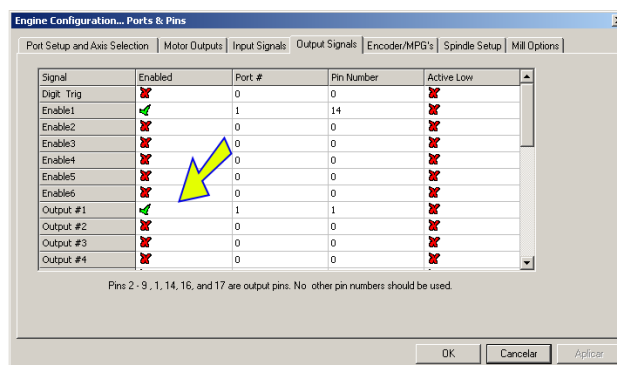 Engine Configuration... Ports & Pins
Port Setup and Axis Selection Motor Outputs Input Signals Output Signals Encoder/MPG's Spindle Setup Mill Options
Signal Enabled Port # Pin Number Active Low
Digit Trig 0 0
Enable1 1 14
Enable2 0 0
Enable3 0 0
Enable4 0 0
Enable5 0 0
Enable6 0 0
Output #1 1 1
Output #2 0 0
Output #3 0 0
Output #4 0 0
Pins 2 - 9 , 1, 14, 16, and 17 are output pins. No other pin numbers should be used.
OK Cancelar Aplicar